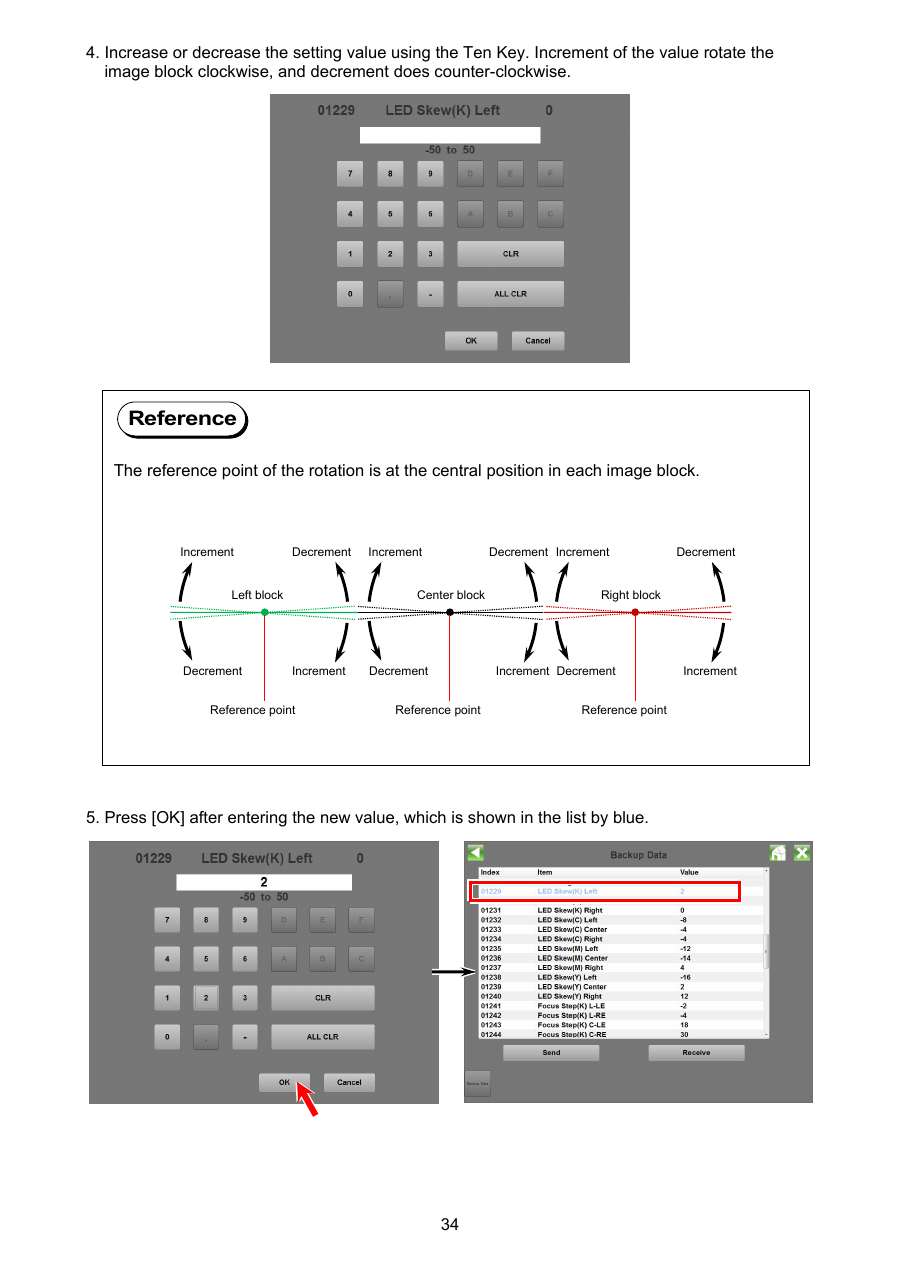 4. Increase or decrease the setting value using the Ten Key. Increment of the value rotate the
image block clockwise, and decrement does counter-clockwise.
01229 LED Skew(K) Left 0
-50 to 50
7 8 9 D E F
4 5 6 A B C
1 2 3 CLR
0 . - ALL CLR
OK Cancel
Reference
The reference point of the rotation is at the central position in each image block.
Increment Decrement Increment Decrement Increment Decrement
Left block Center block Right block
Decrement Increment Decrement Increment Decrement Increment
Reference point Reference point Reference point
5. Press [OK] after entering the new value, which is shown in the list by blue.
01229 LED Skew(K) Left 0
2
-50 to 50
7 8 9 D E F
4 5 6 A B C
1 2 3 CLR
0 . - ALL CLR
OK Cancel
Backup Data
Index Item Value
01229 LED Skew(K) Left 2
01231 LED Skew(K) Right 0
01232 LED Skew(C) Left -8
01233 LED Skew(C) Center -4
01234 LED Skew(C) Right -4
01235 LED Skew(M) Left -12
01236 LED Skew(M) Center -14
01237 LED Skew(M) Right 4
01238 LED Skew(Y) Left -16
01239 LED Skew(Y) Center 2
01240 LED Skew(Y) Right 12
01241 Focus Step(K) L-LE -2
01242 Focus Step(K) L-RE -4
01243 Focus Step(K) C-LE 18
01244 Focus Step(K) C-RE 30
Send Receive
34